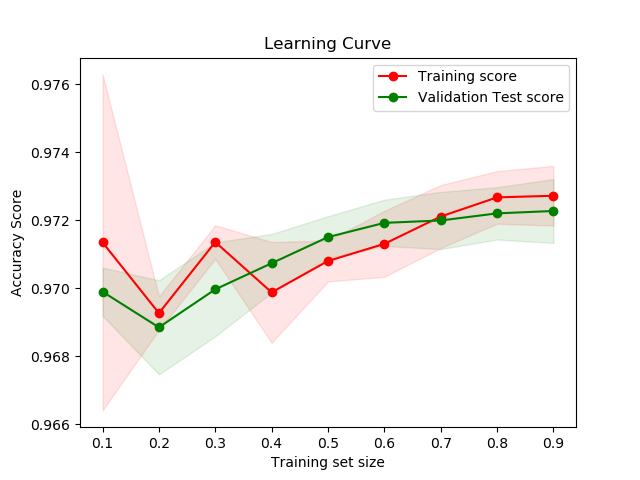 Learning Curve
Training score
Validation Test score
0.976
0.974
0.972
0.970
0.968
0.966
Accuracy Score
0.1 0.2 0.3 0.4 0.5 0.6 0.7 0.8 0.9
Training set size